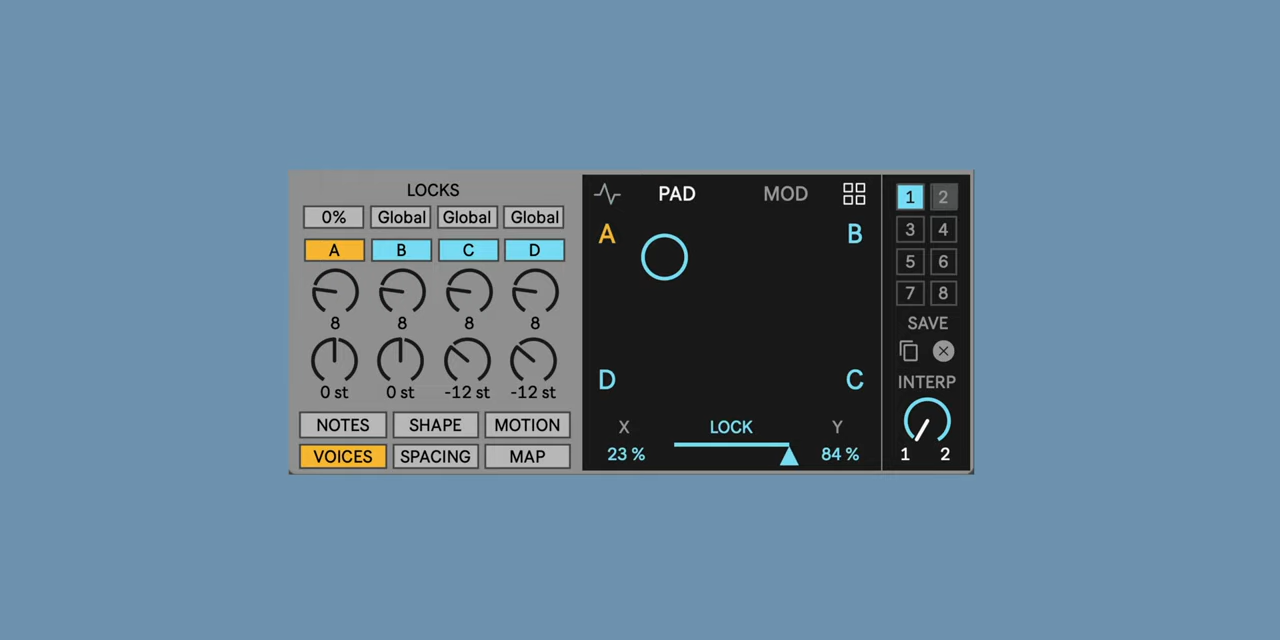 LOCKS
0% Global Global Global
A B C D
8 8 8 8
0 st 0 st -12 st -12 st
NOTES SHAPE MOTION
VOICES SPACING MAP
PAD MOD
A B
D C
X LOCK Y
23 % 84 %
1 2
3 4
5 6
7 8
SAVE
INTERP
1 2